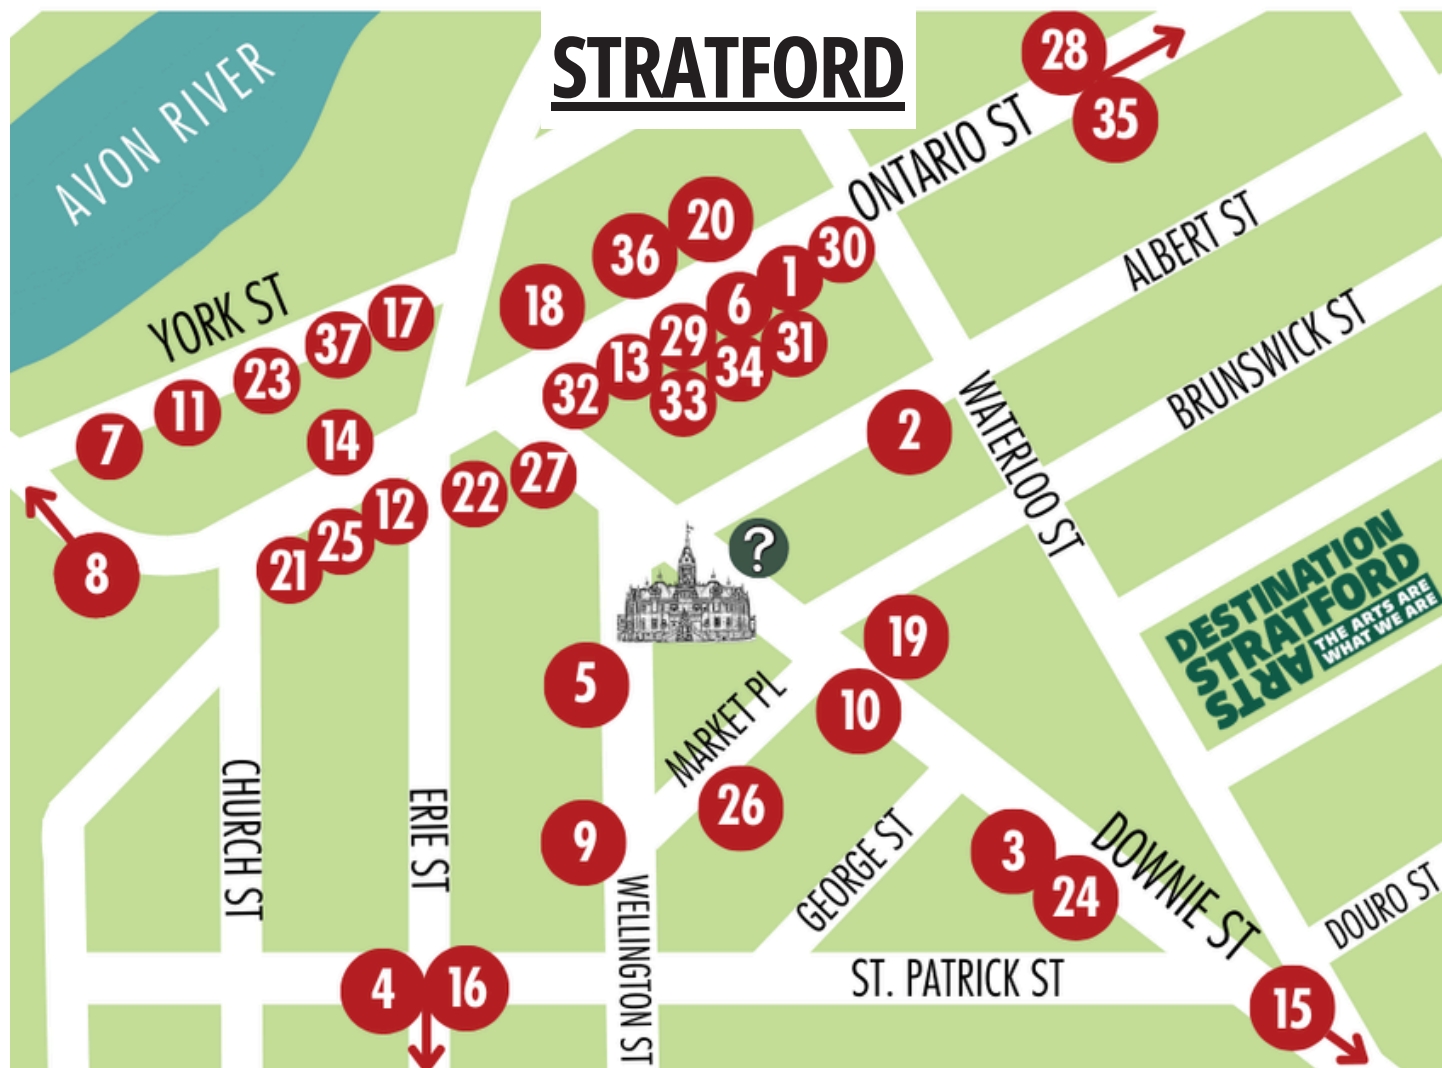 STRATFORD
AVON RIVER
28
35
ONTARIO ST
20
36
30
1
18
6
ALBERT ST
YORK ST
17
29
37
31
13
34
23
32
33
BRUNSWICK ST
11
7
14
2
WATERLOO ST
22
27
12
25
21
8
?
DESTINATION
STRATFORD
ARTS
THE ARTS ARE
WHAT WE ARE
19
5
10
MARKET PL
26
9
CHURCH ST
ERIE ST
GEORGE ST
3
24
DOWNIE ST
DOURO ST
WELLINGTON ST
4
16
ST. PATRICK ST
15